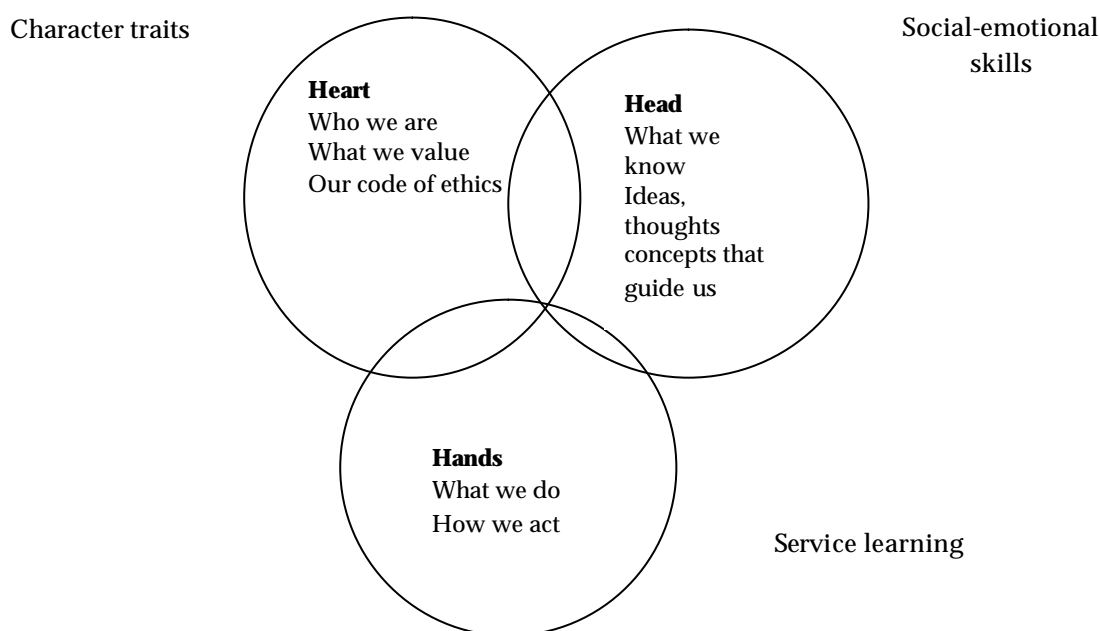 Character traits
Social-emotional
skills
Heart
Who we are
What we value
Our code of ethics
Head
What we
know
Ideas,
thoughts
concepts that
guide us
Hands
What we do
How we act
Service learning